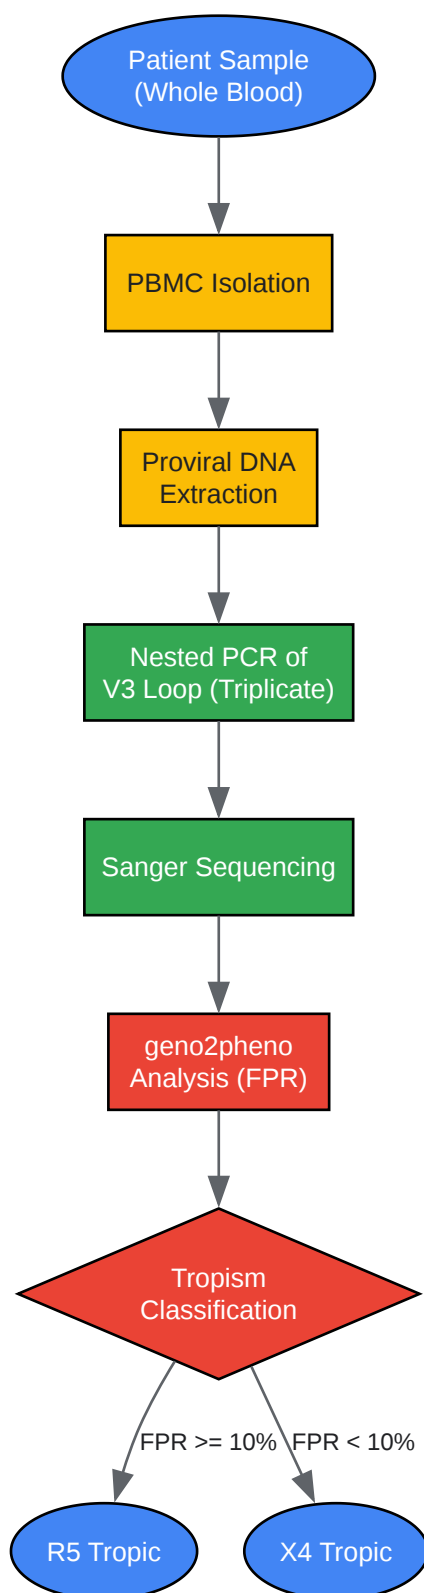 Patient Sample
(Whole Blood)
PBMC Isolation
Proviral DNA
Extraction
Nested PCR of
V3 Loop (Triplicate)
Sanger Sequencing
geno2pheno
Analysis (FPR)
Tropism
Classification
FPR >= 10%
FPR < 10%
R5 Tropic
X4 Tropic